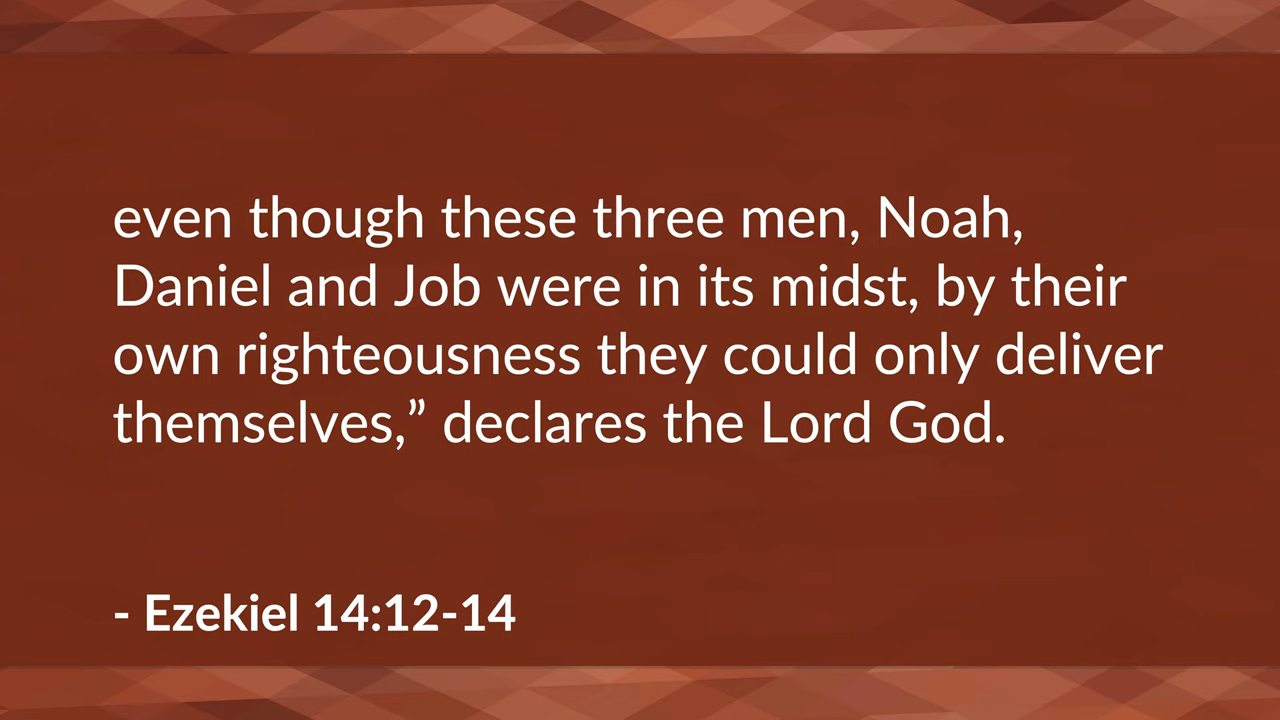 even though these three men, Noah,
Daniel and Job were in its midst, by their
own righteousness they could only deliver
themselves,” declares the Lord God.
- Ezekiel 14:12-14